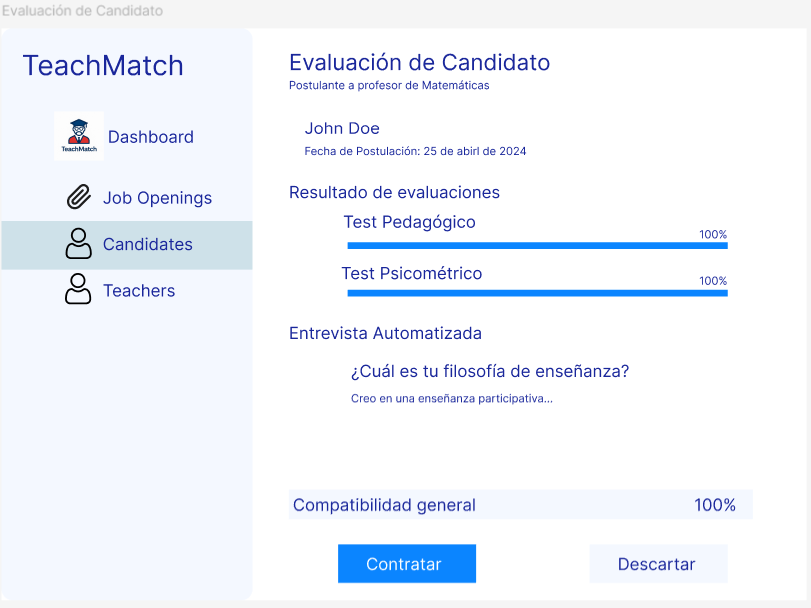 Evaluación de Candidato
TeachMatch
TeachMatch
Dashboard
Job Openings
Candidates
Teachers
Evaluación de Candidato
Postulante a profesor de Matemáticas
John Doe
Fecha de Postulación: 25 de abirl de 2024
Resultado de evaluaciones
Test Pedagógico
100%
Test Psicométrico
100%
Entrevista Automatizada
¿Cuál es tu filosofía de enseñanza?
Creo en una enseñanza participativa...
Compatibilidad general 100%
Contratar Descartar